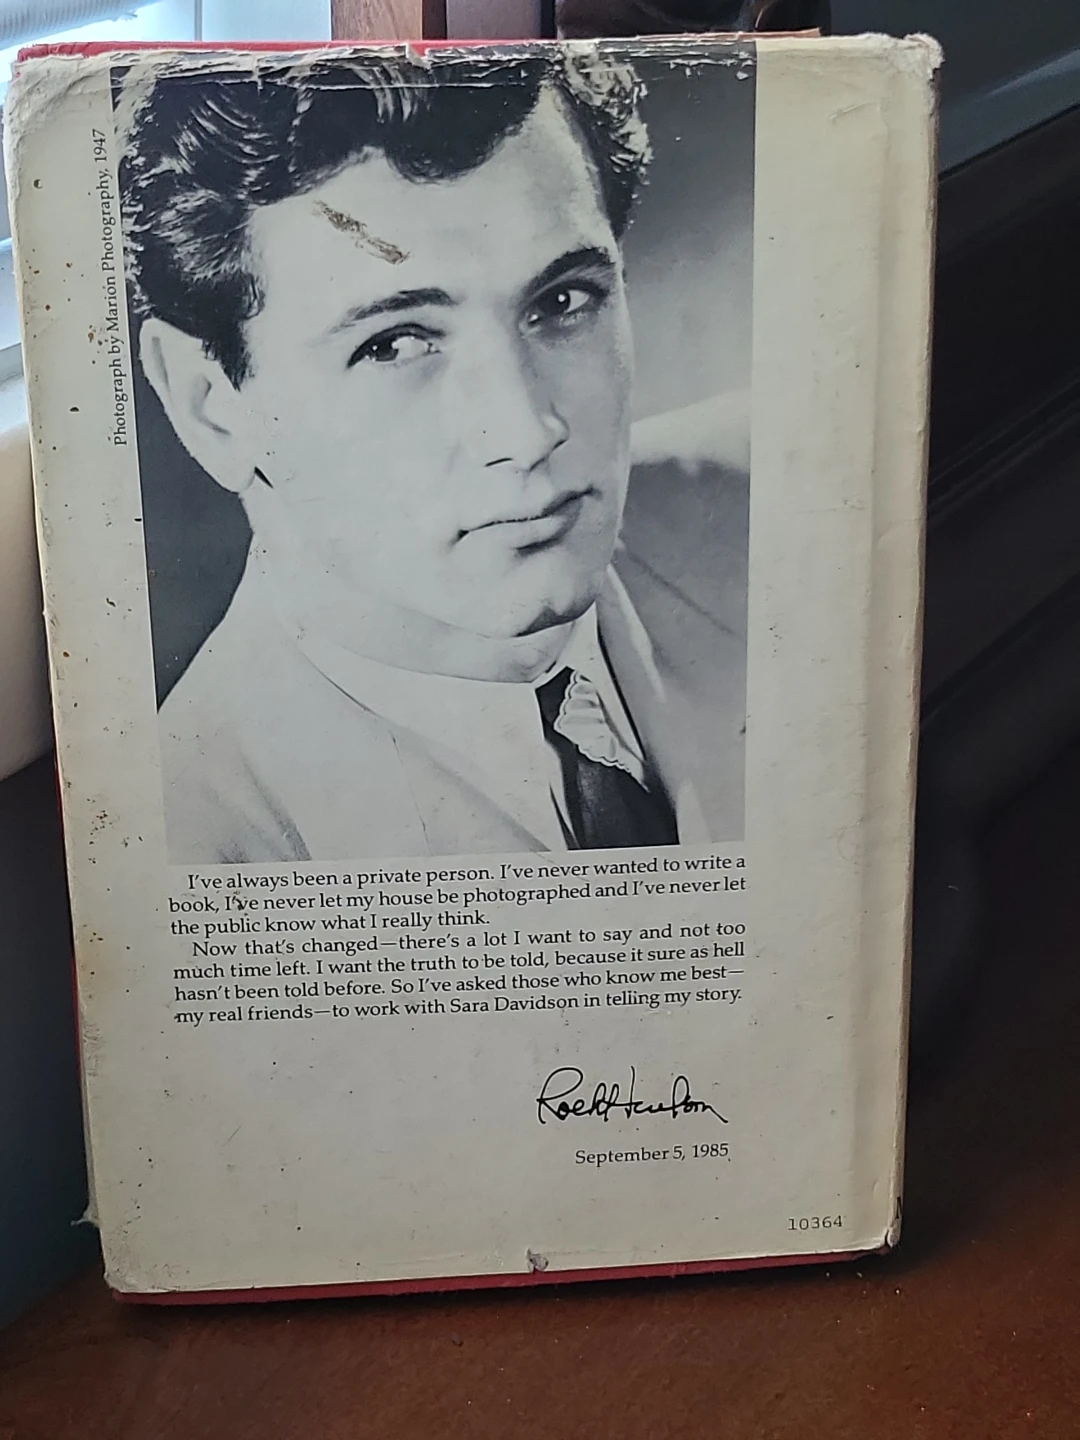 Photograph by Marion Photography, 1947
I've always been a private person. I've never wanted to write a
book, I've never let my house be photographed and I've never let
the public know what I really think.
Now that's changed—there's a lot I want to say and not too
much time left. I want the truth to be told, because it sure as hell
hasn't been told before. So I've asked those who know me best—
my real friends—to work with Sara Davidson in telling my story.
Rock Hudson
September 5, 1985
10364